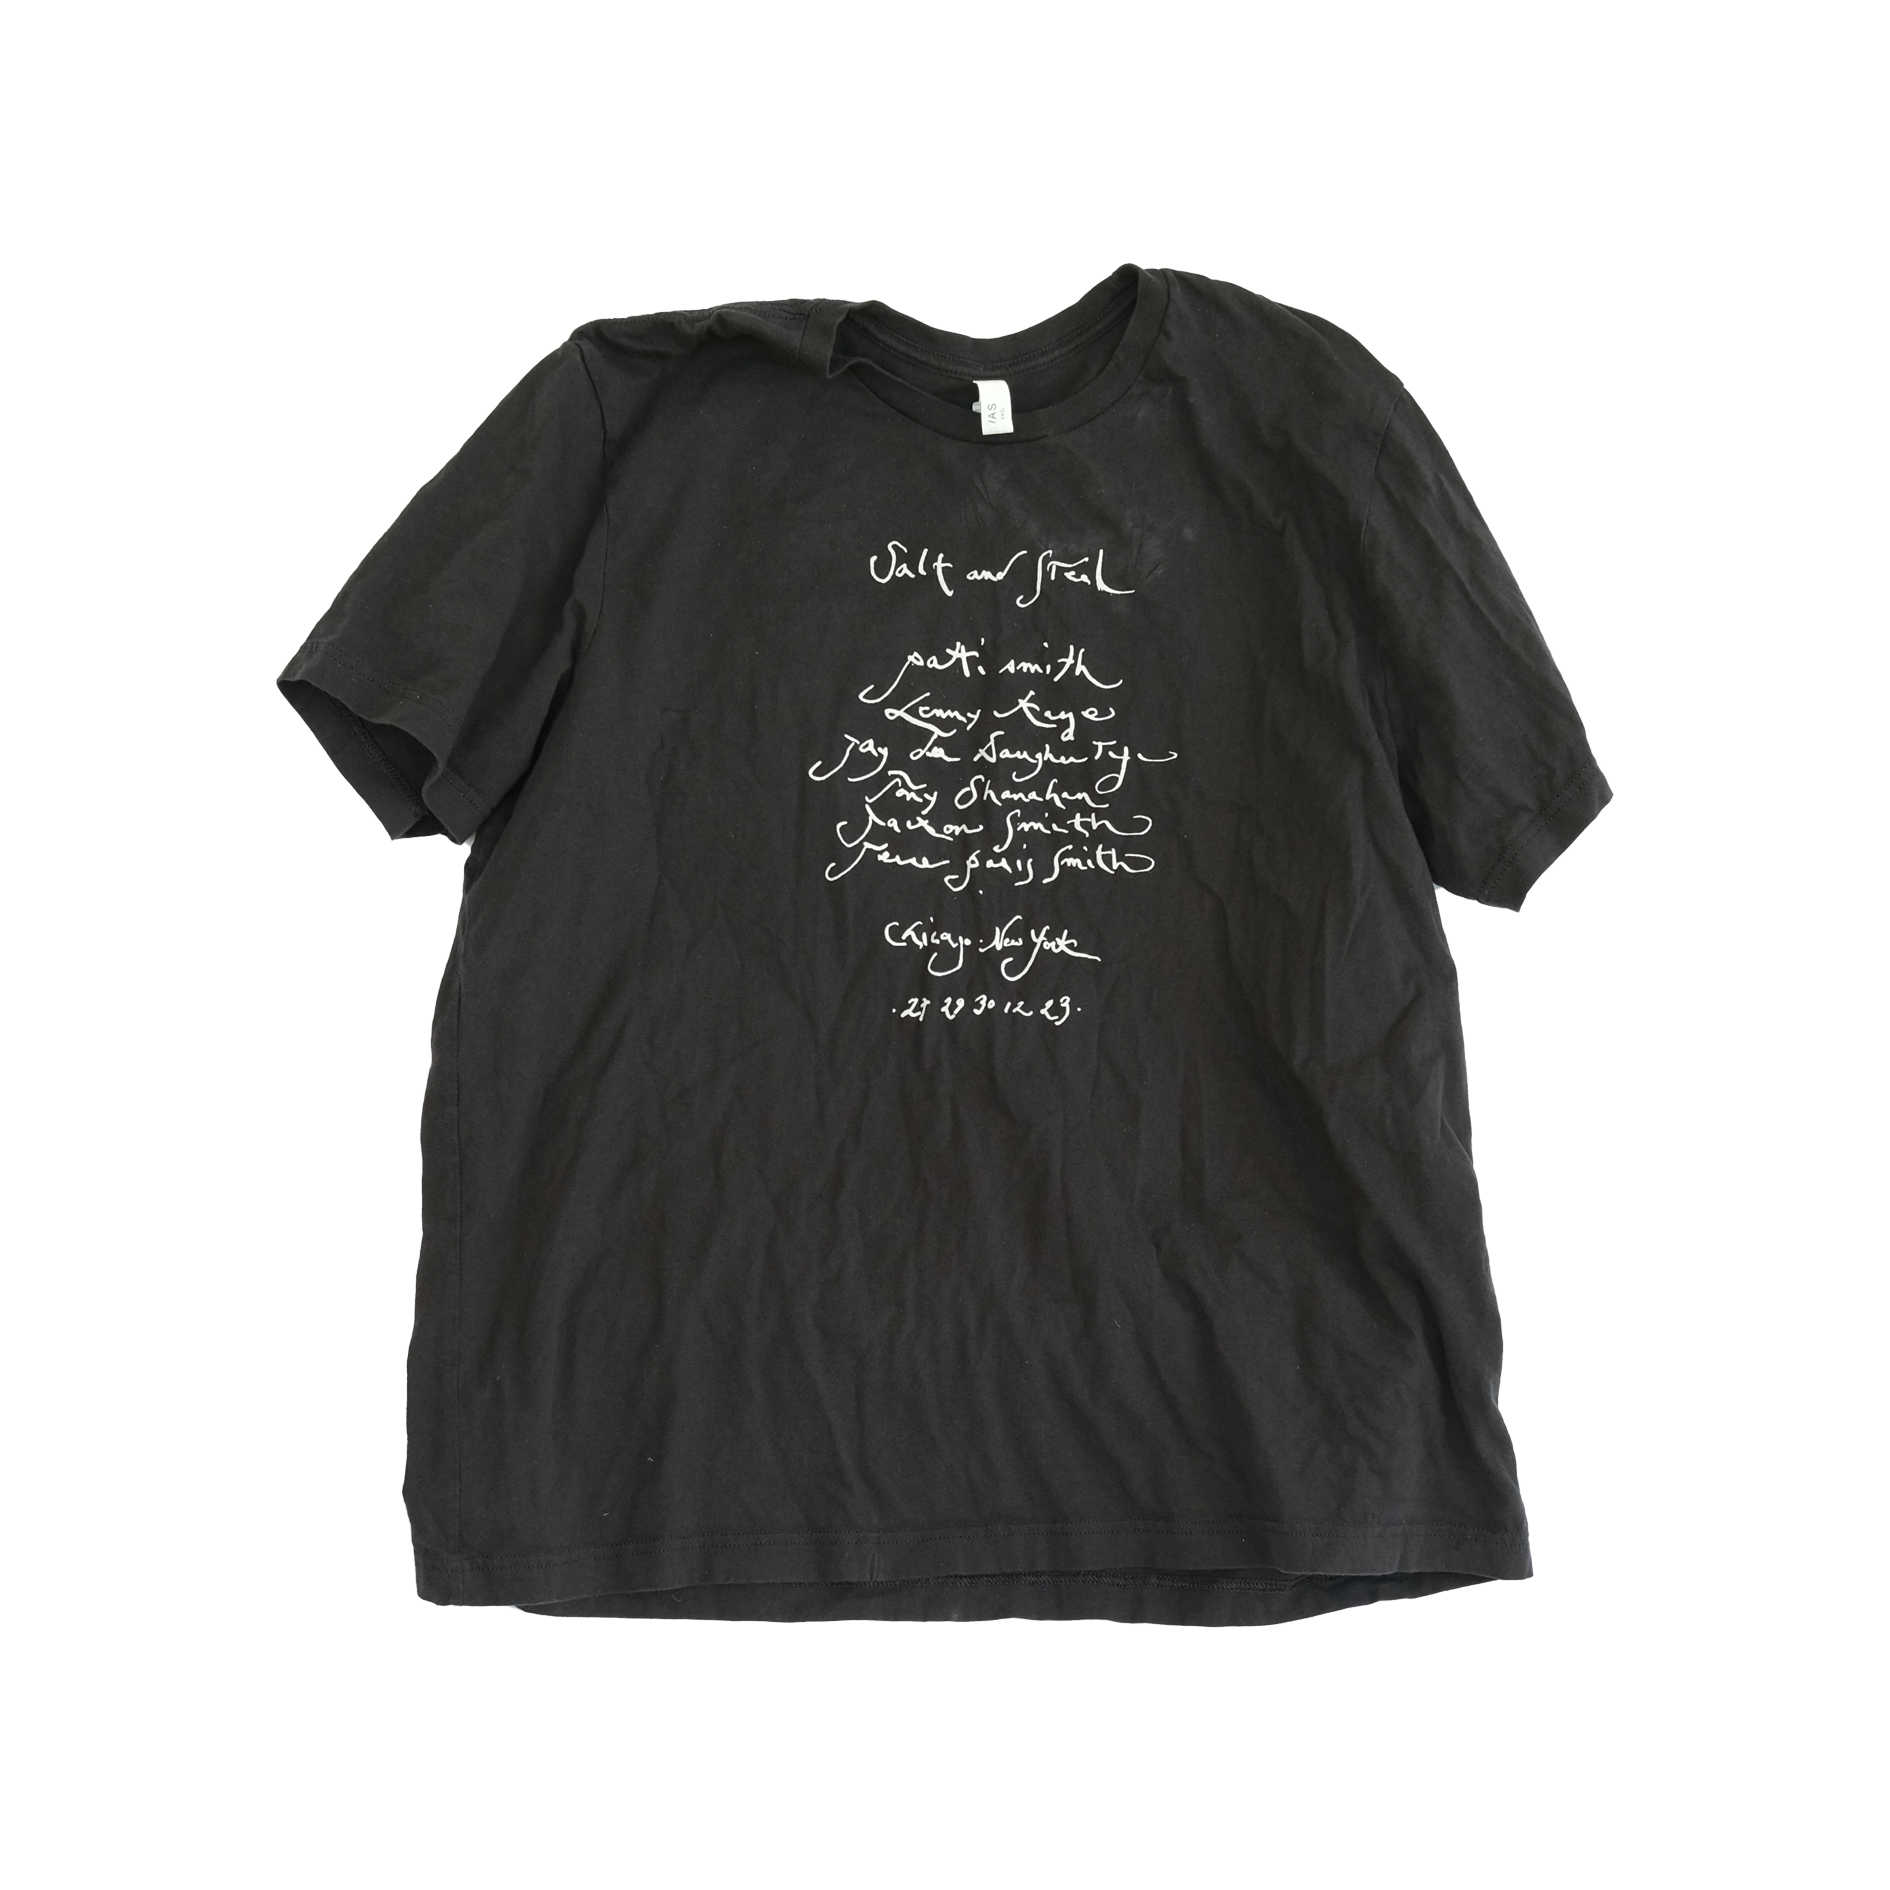 /AS
Salt and Steel
patti smith
Lenny Kaye
Jay Dee Daugherty
Tony Shanahan
Jackson Smith
Jesse paris Smith
Chicago · New York
· 27 29 30 12 23 ·